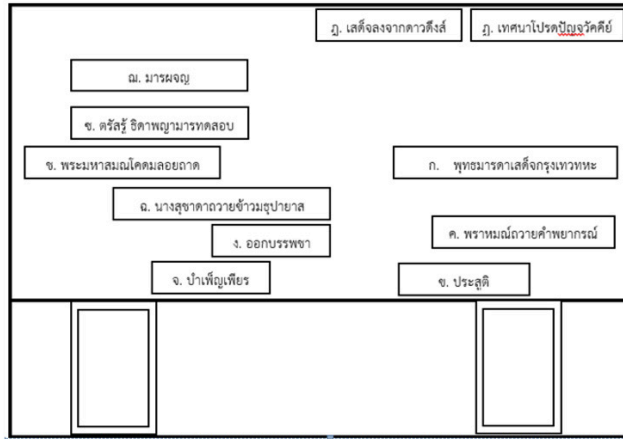 ฎ. เสด็จลงจากดาวดึงส์
ฏ. เทศนาโปรดปัญจวัคคีย์
ฌ. มารผจญ
ซ. ตรัสรู้ ธิดาพญามารทดสอบ
ช. พระมหาสมณโคดมลอยถาด
ก. พุทธมารดาเสด็จกรุงเทวทหะ
ฉ. นางสุชาดาถวายข้าวมธุปายาส
ค. พราหมณ์ถวายคำพยากรณ์
ง. ออกบรรพชา
จ. บำเพ็ญเพียร
ข. ประสูติ